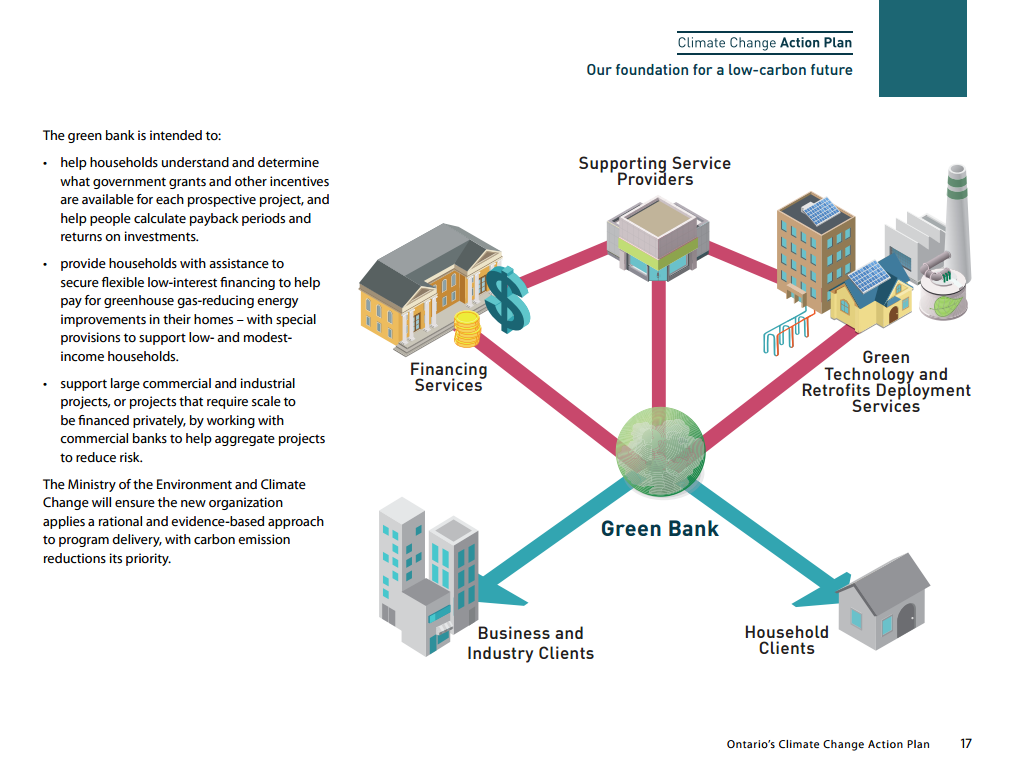 Climate Change Action Plan
Our foundation for a low-carbon future
The green bank is intended to:
• help households understand and determine
what government grants and other incentives
are available for each prospective project, and
help people calculate payback periods and
returns on investments.
• provide households with assistance to
secure flexible low-interest financing to help
pay for greenhouse gas-reducing energy
improvements in their homes – with special
provisions to support low- and modest-
income households.
• support large commercial and industrial
projects, or projects that require scale to
be financed privately, by working with
commercial banks to help aggregate projects
to reduce risk.
The Ministry of the Environment and Climate
Change will ensure the new organization
applies a rational and evidence-based approach
to program delivery, with carbon emission
reductions its priority.
Supporting Service
Providers
Financing
Services
$
Green
Technology and
Retrofits Deployment
Services
Green Bank
Business and
Industry Clients
Household
Clients
Ontario's Climate Change Action Plan 17